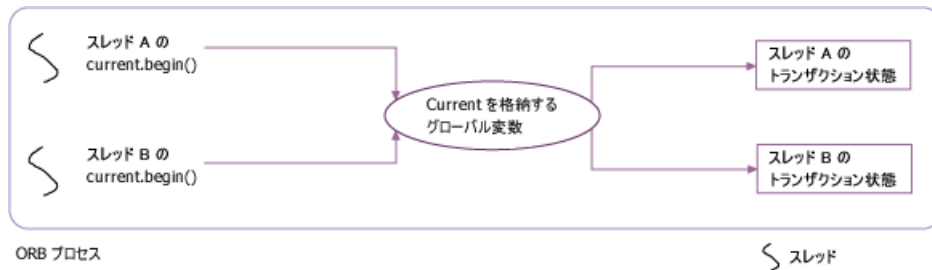 スレッド A の
current.begin()
スレッド A の
トランザクション状態
Current を格納する
グローバル変数
スレッド B の
current.begin()
スレッド B の
トランザクション状態
ORB プロセス
スレッド